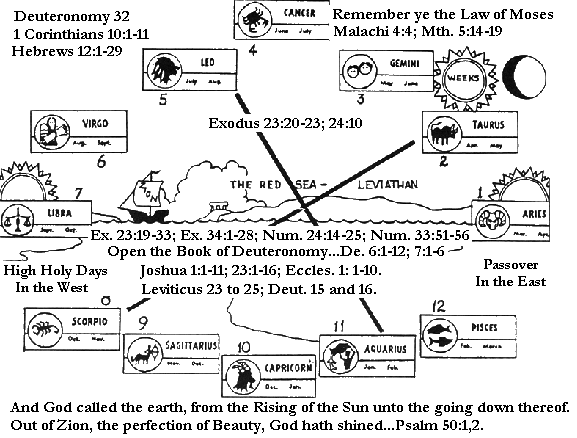 Deuteronomy 32
1 Corinthians 10:1-11
Hebrews 12:1-29
CANCER
June July
4
Remember ye the Law of Moses
Malachi 4:4; Mth. 5:14-19
LEO
July Aug.
5
GEMINI
May June
3
WEEKS
Exodus 23:20-23; 24:10
VIRGO
Aug. Sept.
6
TAURUS
Apr. May
2
THE RED SEA - LEVIATHAN
ZION
7
LIBRA
Sept. Oct.
1
ARIES
Ex. 23:19-33; Ex. 34:1-28; Num. 24:14-25; Num. 33:51-56
Open the Book of Deuteronomy...De. 6:1-12; 7:1-6
Joshua 1:1-11; 23:1-16; Eccles. 1: 1-10.
Leviticus 23 to 25; Deut. 15 and 16.
High Holy Days
In the West
Passover
In the East
8
SCORPIO
Oct. Nov.
9
SAGITTARIUS
Nov. Dec.
10
CAPRICORN
Dec. Jan.
11
AQUARIUS
Jan. Feb.
12
PISCES
Feb. March
And God called the earth, from the Rising of the Sun unto the going down thereof.
Out of Zion, the perfection of Beauty, God hath shined...Psalm 50:1,2.